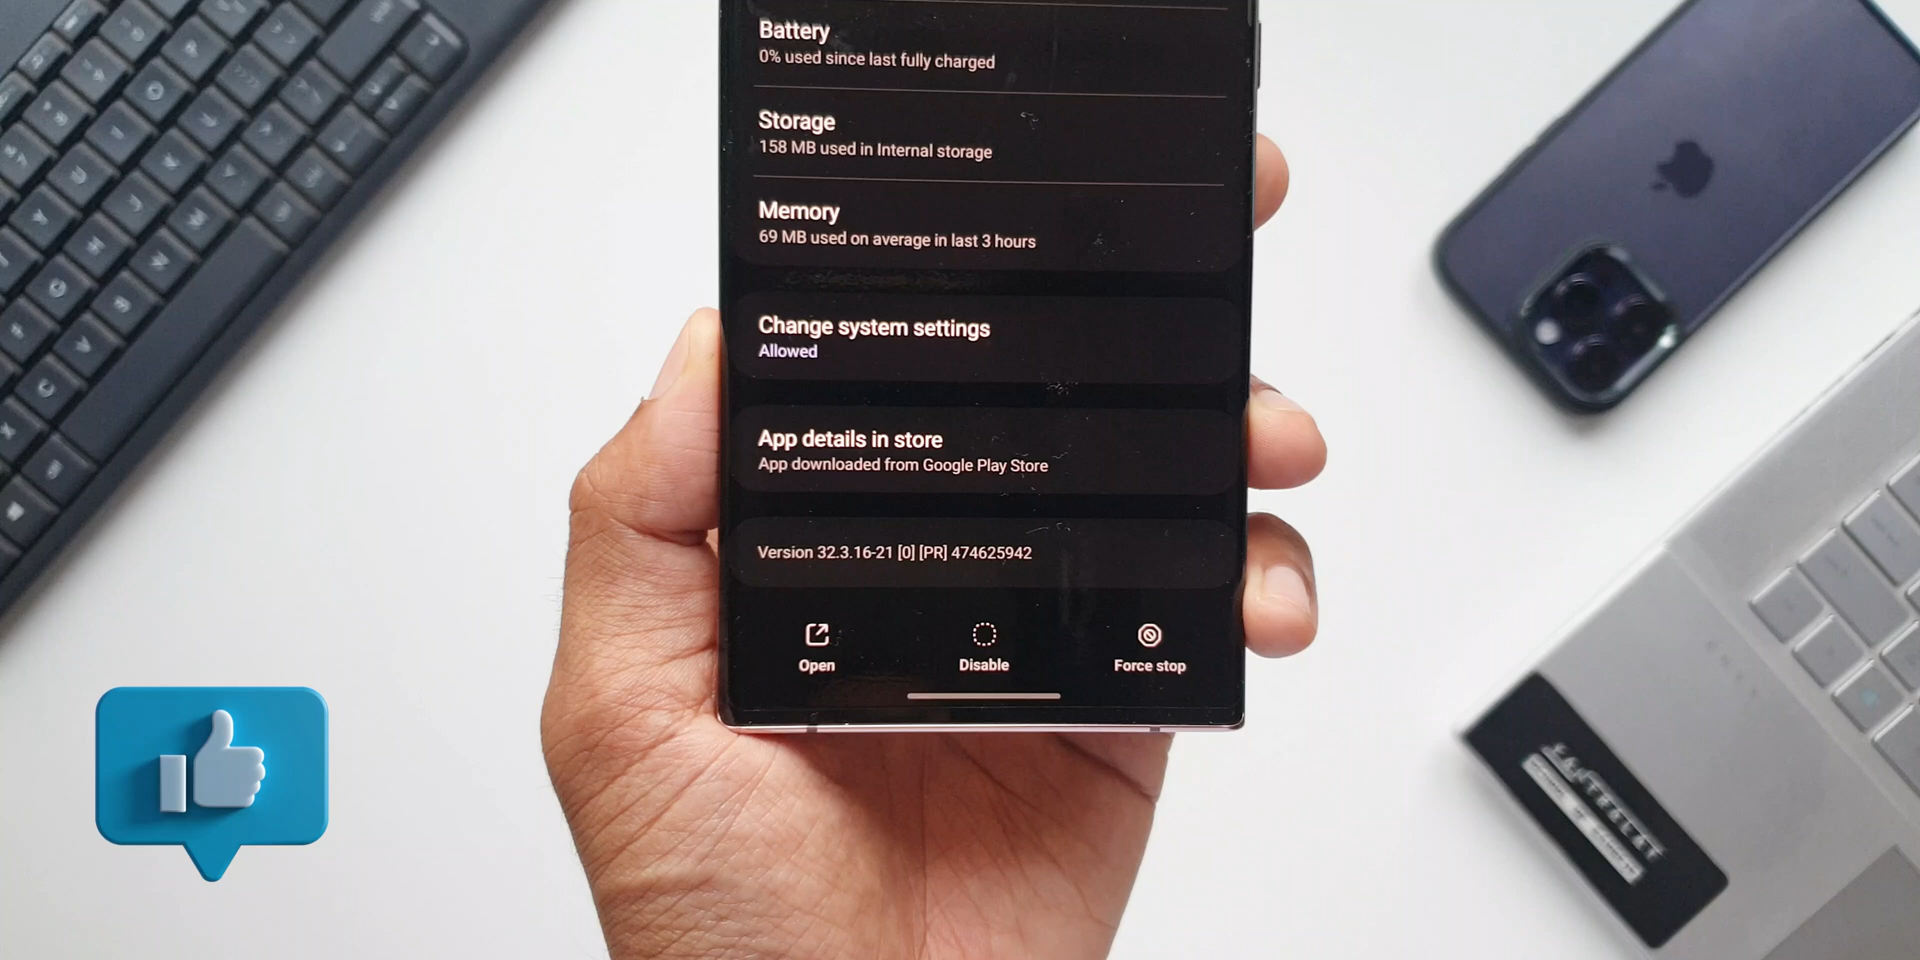 Battery
0% used since last fully charged
Storage
158 MB used in Internal storage
Memory
69 MB used on average in last 3 hours
Change system settings
Allowed
App details in store
App downloaded from Google Play Store
Version 32.3.16-21 [0] [PR] 474625942
Open
Disable
Force stop